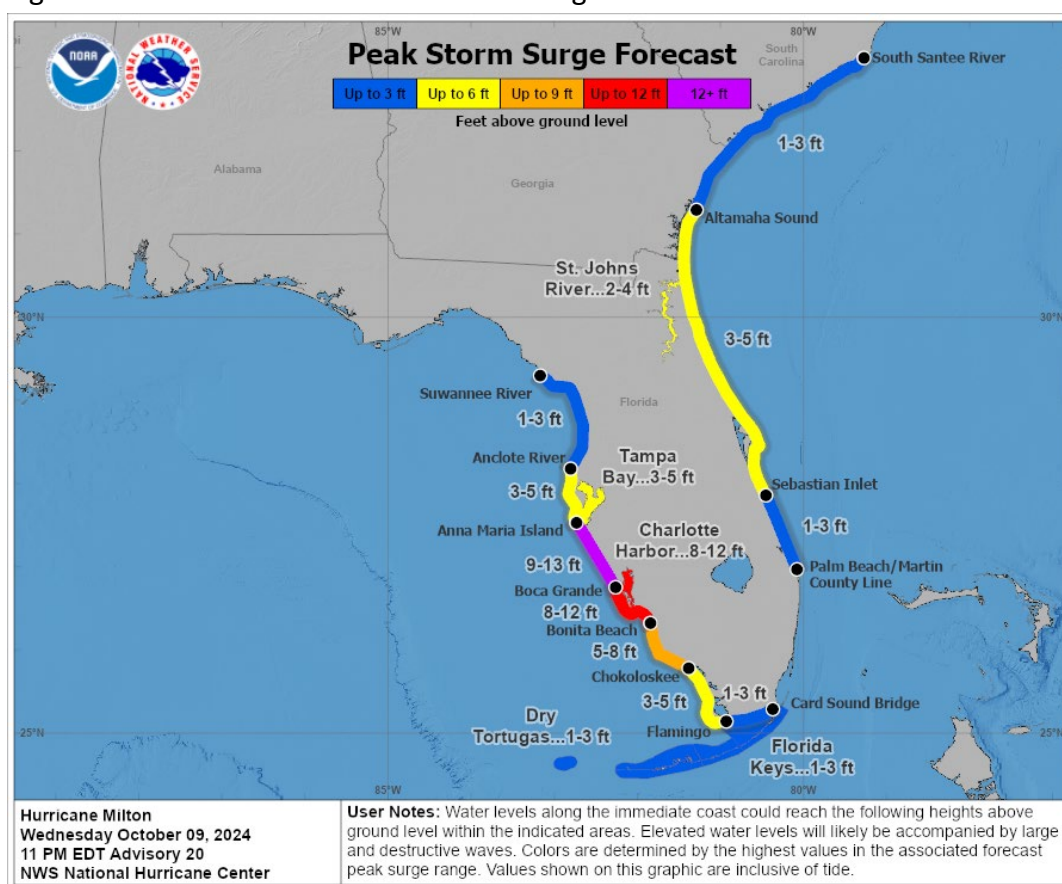 Peak Storm Surge Forecast
Up to 3 ft
Up to 6 ft
Up to 9 ft
Up to 12 ft
12+ ft
Feet above ground level
NOAA
NATIONAL WEATHER SERVICE
85°W
80°W
South
Carolina
South Santee River
1-3 ft
Alabama
Georgia
Altamaha Sound
St. Johns
River...2-4 ft
30°N
30°N
3-5 ft
Suwannee River
Florida
1-3 ft
Anclote River
Tampa
Bay...3-5 ft
3-5 ft
Sebastian Inlet
Anna Maria Island
Charlotte
Harbor...8-12 ft
1-3 ft
9-13 ft
Palm Beach/Martin
County Line
Boca Grande
8-12 ft
Bonita Beach
5-8 ft
Chokoloskee
3-5 ft
1-3 ft
Card Sound Bridge
Dry
Tortugas...1-3 ft
Flamingo
25°N
25°N
Florida
Keys...1-3 ft
85°W
80°W
Hurricane Milton
Wednesday October 09, 2024
11 PM EDT Advisory 20
NWS National Hurricane Center
User Notes: Water levels along the immediate coast could reach the following heights above
ground level within the indicated areas. Elevated water levels will likely be accompanied by large
and destructive waves. Colors are determined by the highest values in the associated forecast
peak surge range. Values shown on this graphic are inclusive of tide.